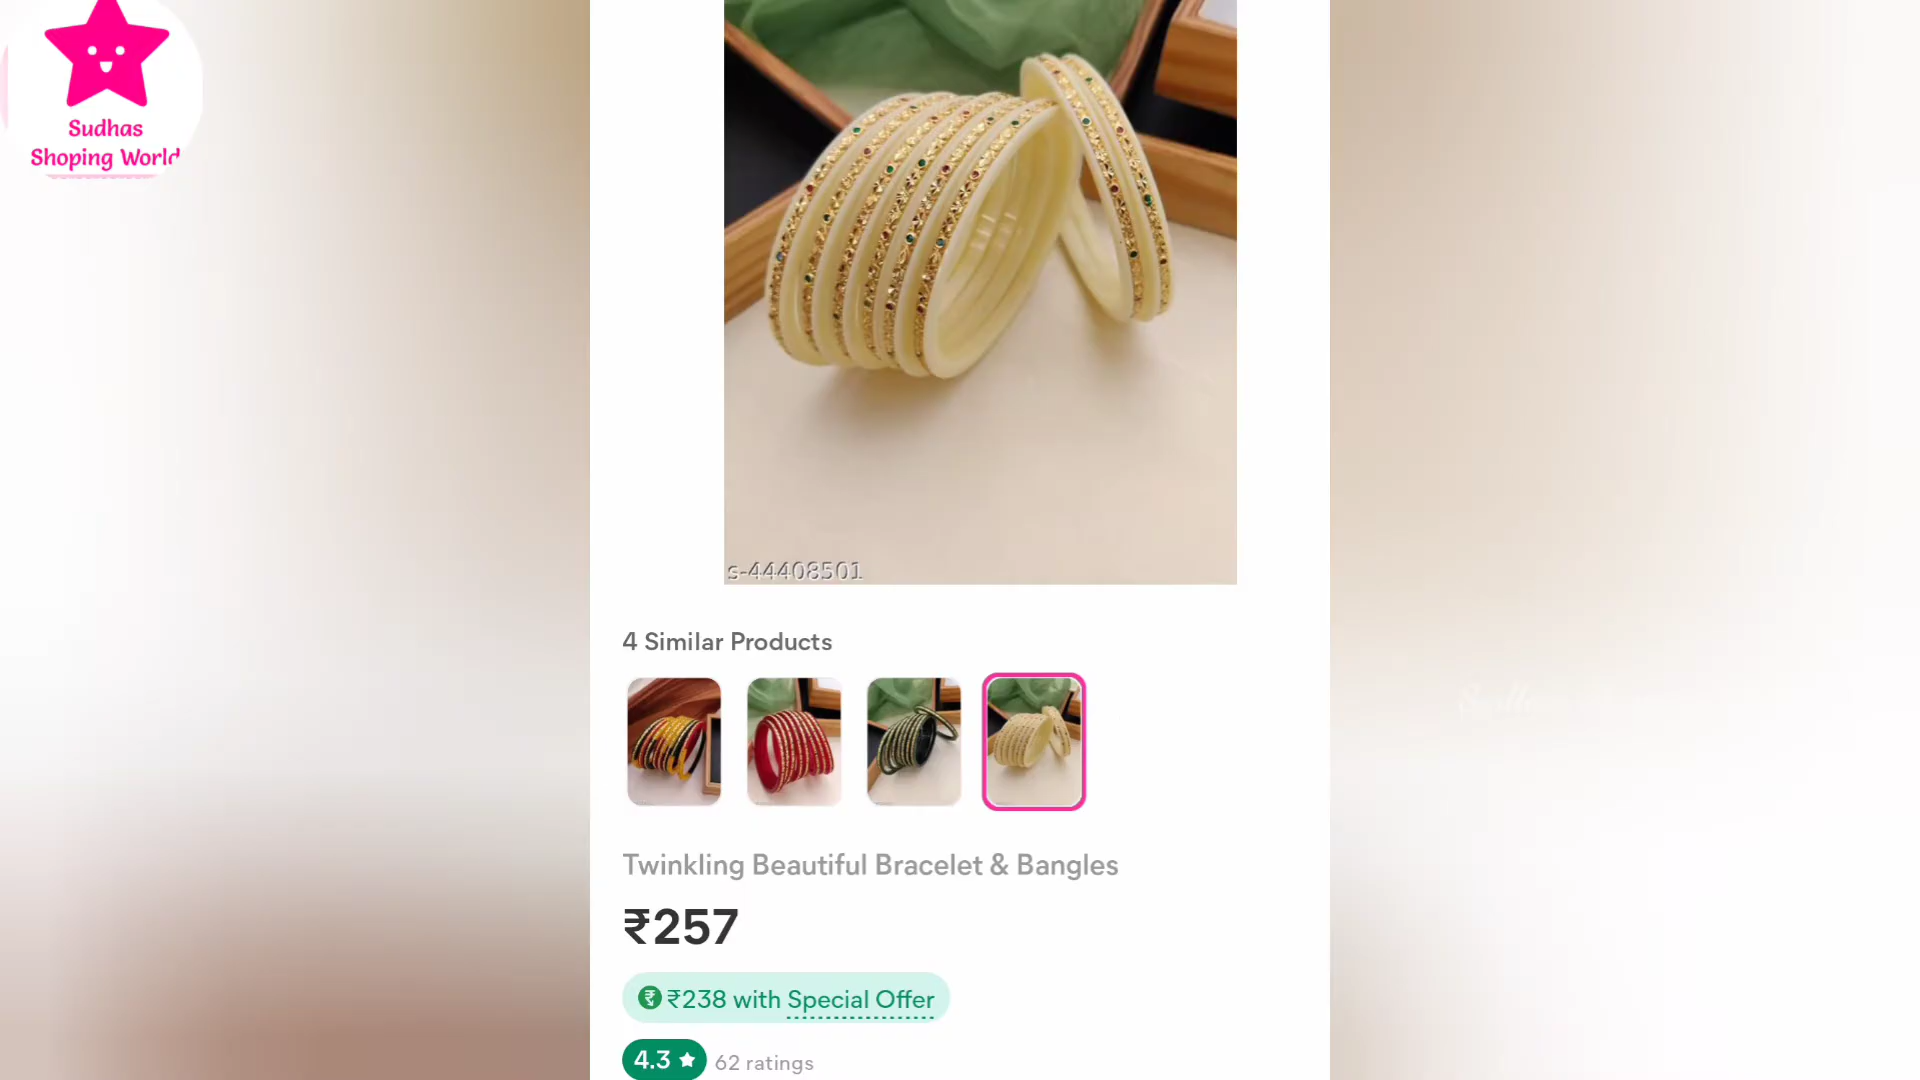 Sudhas
Shoping World
s-44408501
4 Similar Products
Twinkling Beautiful Bracelet & Bangles
₹257
₹238 with Special Offer
4.3 ★ 62 ratings